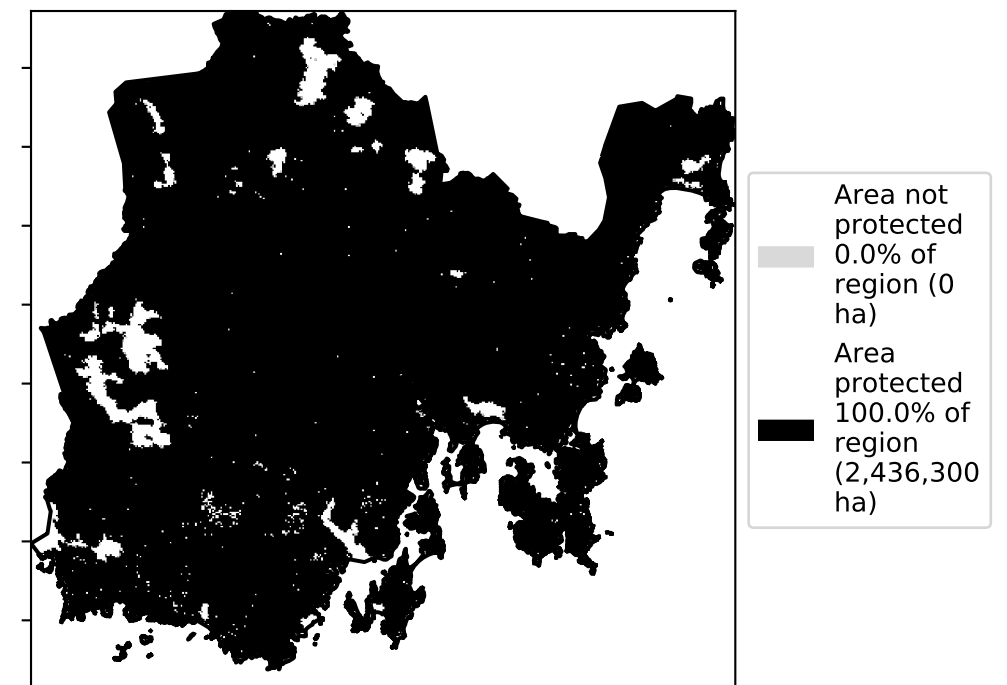 Area not
protected
0.0% of
region (0
ha)
Area
protected
100.0% of
region
(2,436,300
ha)